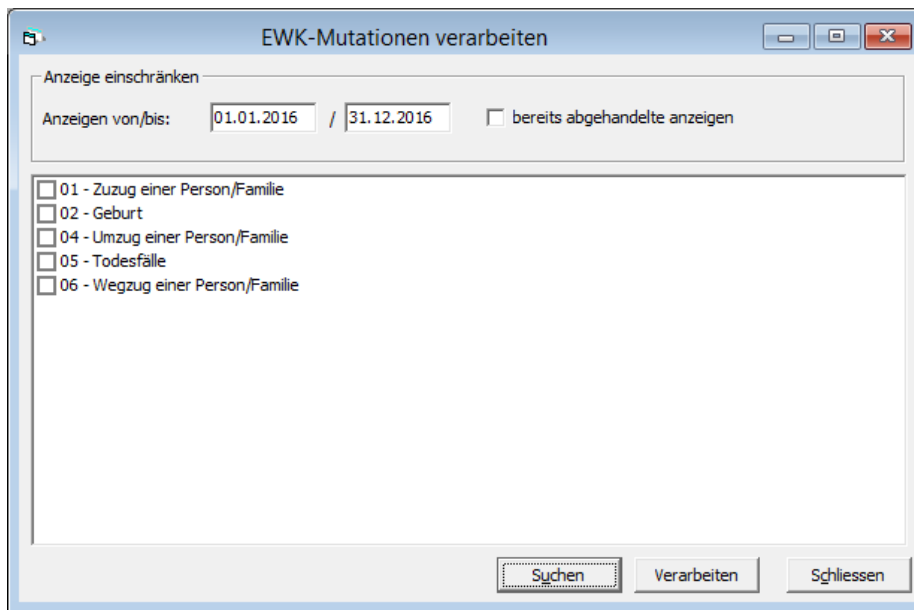 EWK-Mutationen verarbeiten
Anzeige einschränken
Anzeigen von/bis: 01.01.2016 / 31.12.2016 bereits abgehandelte anzeigen
01 - Zuzug einer Person/Familie
02 - Geburt
04 - Umzug einer Person/Familie
05 - Todesfälle
06 - Wegzug einer Person/Familie
Suchen Verarbeiten Schliessen